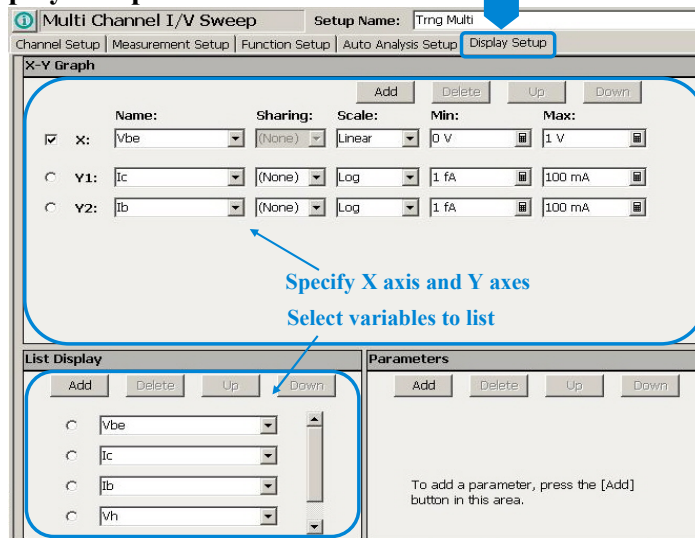 Multi Channel I/V Sweep Setup Name: Trng Multi
Channel Setup Measurement Setup Function Setup Auto Analysis Setup Display Setup
X-Y Graph
Add Delete Up Down
Name: Sharing: Scale: Min: Max:
X: Vbe (None) Linear 0 V 1 V
Y1: Ic (None) Log 1 fA 100 mA
Y2: Ib (None) Log 1 fA 100 mA
Specify X axis and Y axes
Select variables to list
List Display Parameters
Add Delete Up Down Add Delete Up Down
Vbe
Ic
Ib
To add a parameter, press the [Add]
button in this area.
Vh